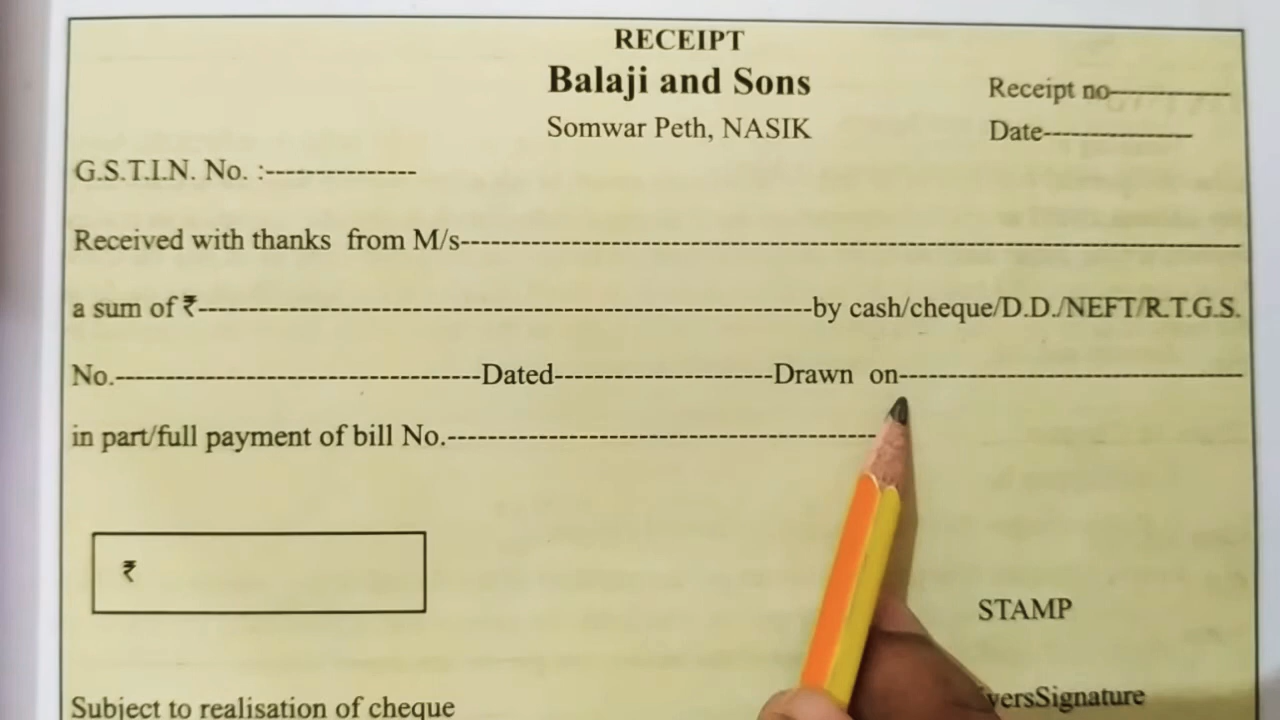 RECEIPT
Balaji and Sons
Receipt no
Somwar Peth, NASIK
Date
G.S.T.I.N. No. :
Received with thanks from M/s
a sum of ₹ by cash/cheque/D.D./NEFT/R.T.G.S.
No. Dated Drawn on
in part/full payment of bill No.
₹
STAMP
Subject to realisation of cheque Signature